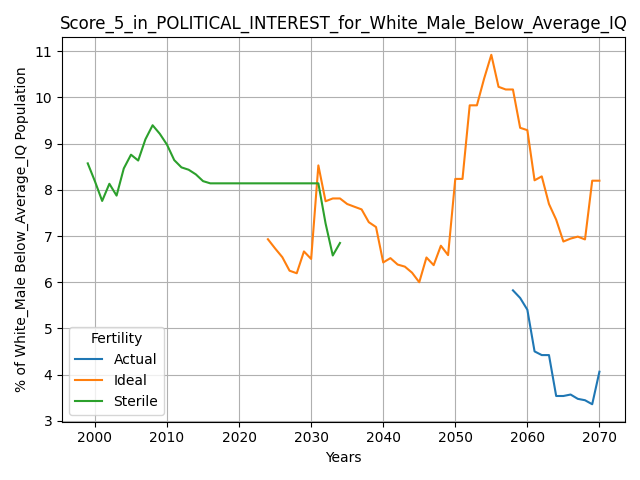 Score_5_in_POLITICAL_INTEREST_for_White_Male_Below_Average_IQ
% of White_Male Below_Average_IQ Population
11
10
9
8
7
6
5
4
3
Fertility
Actual
Ideal
Sterile
2000 2010 2020 2030 2040 2050 2060 2070
Years